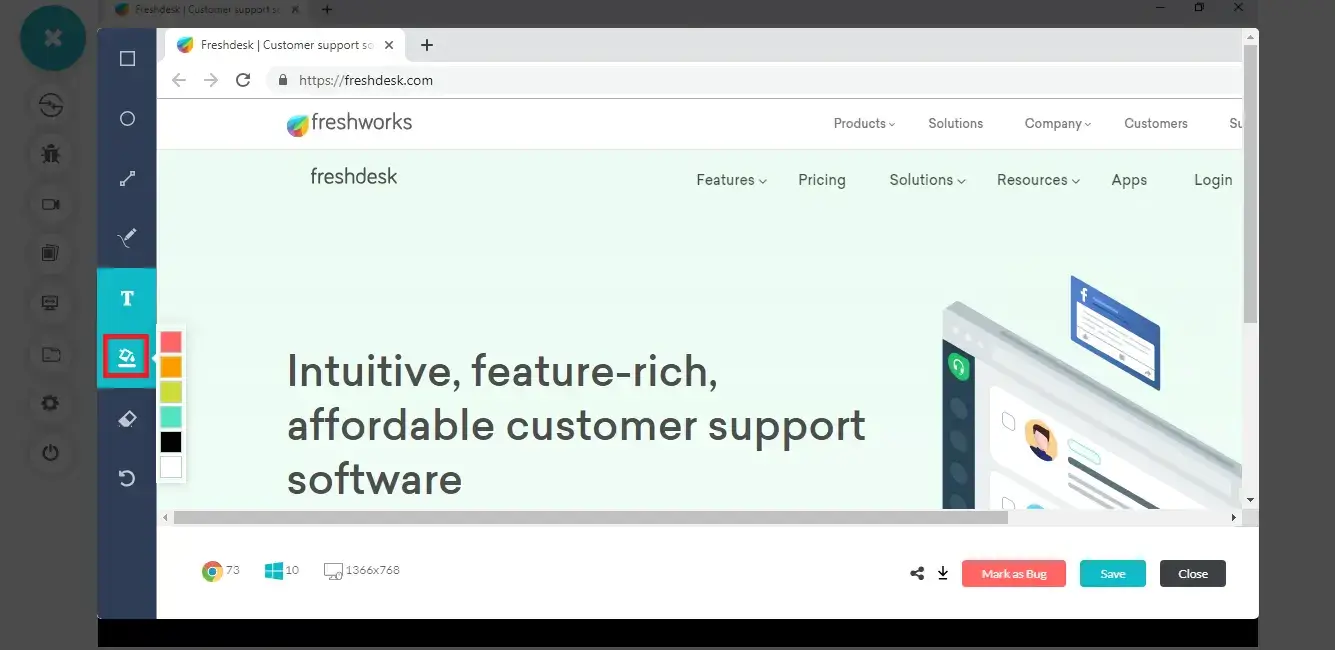 Freshdesk | Customer support sc
Freshdesk | Customer support so
https://freshdesk.com
freshworks
Products
Solutions
Company
Customers
Su
freshdesk
Features
Pricing
Solutions
Resources
Apps
Login
T
f
Intuitive, feature-rich,
affordable customer support
software
73
10
1366x768
Mark as Bug
Save
Close